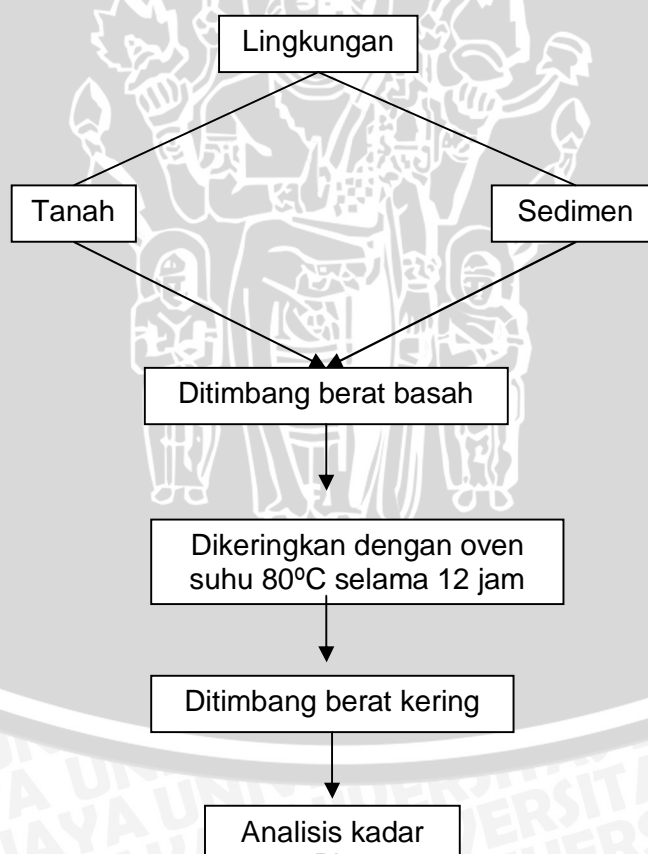 Lingkungan
Tanah
Sedimen
Ditimbang berat basah
Dikeringkan dengan oven
suhu 80ºC selama 12 jam
Ditimbang berat kering
Analisis kadar